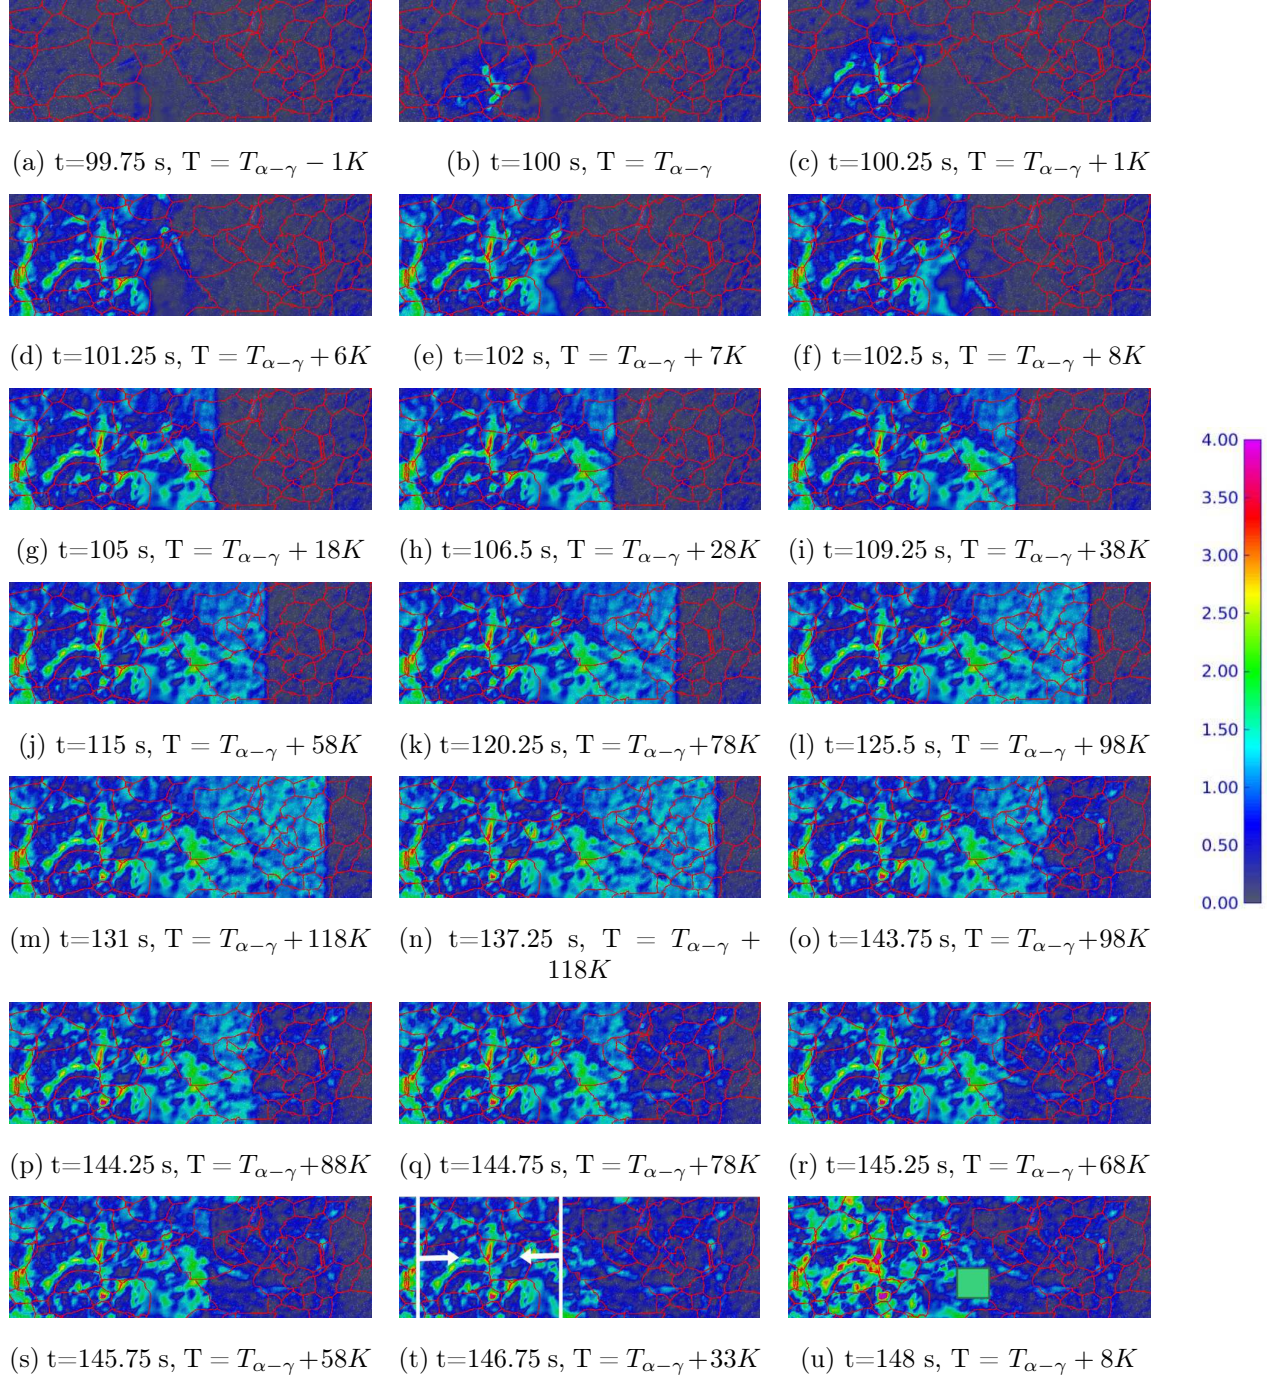 (a) t=99.75 s, T = T_{α−γ} − 1K
(b) t=100 s, T = T_{α−γ}
(c) t=100.25 s, T = T_{α−γ} + 1K
(d) t=101.25 s, T = T_{α−γ} + 6K
(e) t=102 s, T = T_{α−γ} + 7K
(f) t=102.5 s, T = T_{α−γ} + 8K
(g) t=105 s, T = T_{α−γ} + 18K
(h) t=106.5 s, T = T_{α−γ} + 28K
(i) t=109.25 s, T = T_{α−γ} + 38K
4.00
3.50
3.00
2.50
2.00
1.50
1.00
0.50
0.00
(j) t=115 s, T = T_{α−γ} + 58K
(k) t=120.25 s, T = T_{α−γ} + 78K
(l) t=125.5 s, T = T_{α−γ} + 98K
(m) t=131 s, T = T_{α−γ} + 118K
(n) t=137.25 s, T = T_{α−γ} +
118K
(o) t=143.75 s, T = T_{α−γ} + 98K
(p) t=144.25 s, T = T_{α−γ} + 88K
(q) t=144.75 s, T = T_{α−γ} + 78K
(r) t=145.25 s, T = T_{α−γ} + 68K
(s) t=145.75 s, T = T_{α−γ} + 58K
(t) t=146.75 s, T = T_{α−γ} + 33K
(u) t=148 s, T = T_{α−γ} + 8K